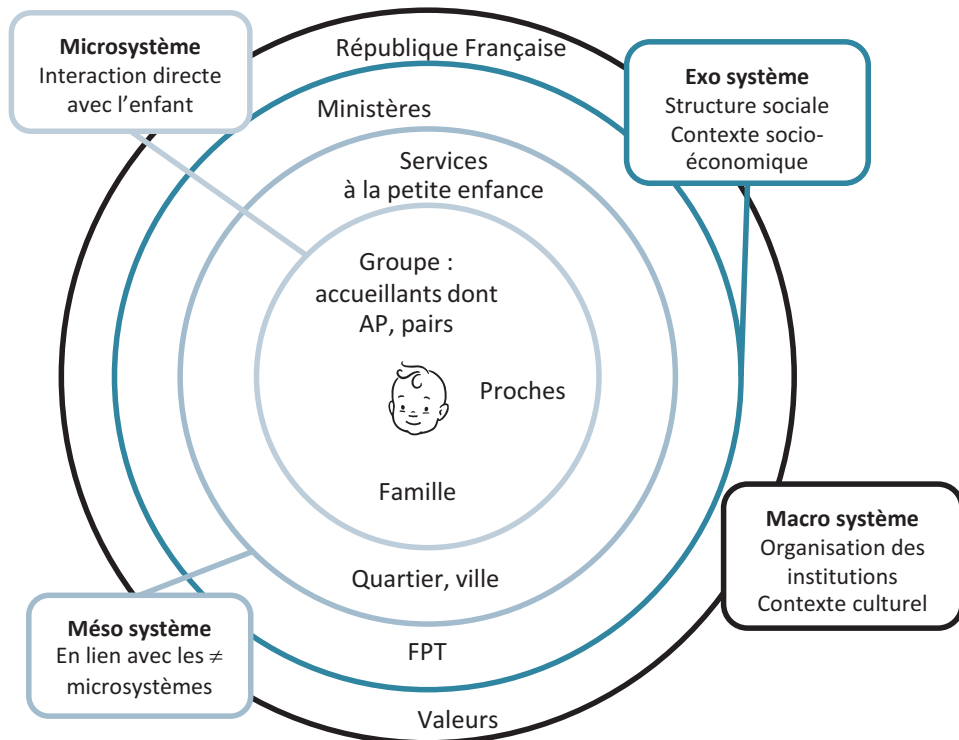 Microsystème
Interaction directe
avec l’enfant
République Française
Exo système
Structure sociale
Contexte socio-
économique
Ministères
Services
à la petite enfance
Groupe :
accueillants dont
AP, pairs
Proches
Famille
Macro système
Organisation des
institutions
Contexte culturel
Quartier, ville
Méso système
En lien avec les ≠
microsystèmes
FPT
Valeurs